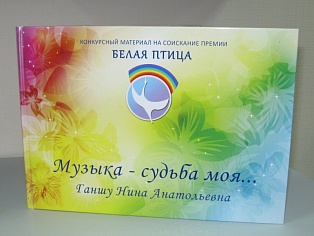 КОНКУРСНЫЙ МАТЕРИАЛ НА СОИСКАНИЕ ПРЕМИИ
БЕЛАЯ ПТИЦА
Музыка - судьба моя...
Ганшу Нина Анатольевна